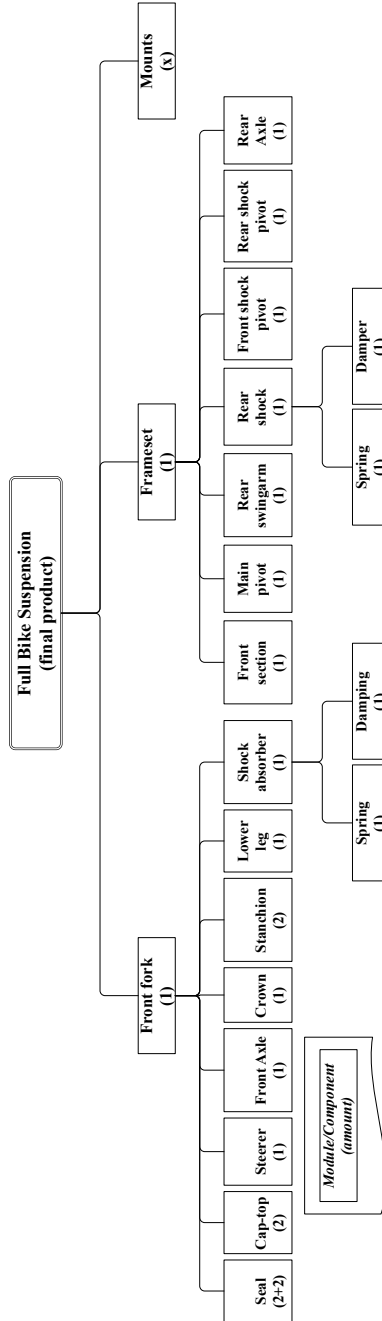 Full Bike Suspension
(final product)
Front fork
(1)
Frameset
(1)
Mounts
(x)
Seal
(2+2)
Cap-top
(2)
Steerer
(1)
Front Axle
(1)
Crown
(1)
Stanchion
(2)
Lower
leg
(1)
Shock
absorber
(1)
Front
section
(1)
Main
pivot
(1)
Rear
swingarm
(1)
Rear
shock
(1)
Front shock
pivot
(1)
Rear shock
pivot
(1)
Rear
Axle
(1)
Module/Component
(amount)
Spring
(1)
Damping
(1)
Spring
(1)
Damper
(1)